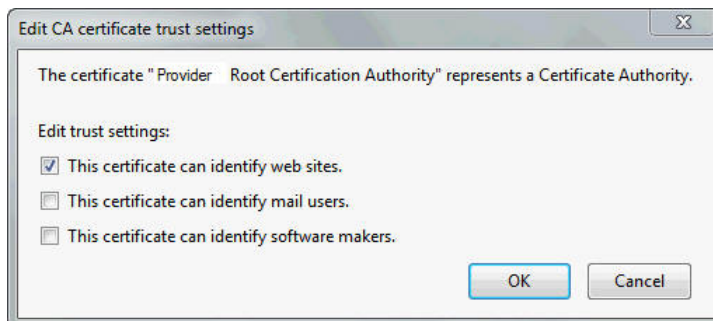 Edit CA certificate trust settings
The certificate "Provider Root Certification Authority" represents a Certificate Authority.
Edit trust settings:
This certificate can identify web sites.
This certificate can identify mail users.
This certificate can identify software makers.
OK Cancel